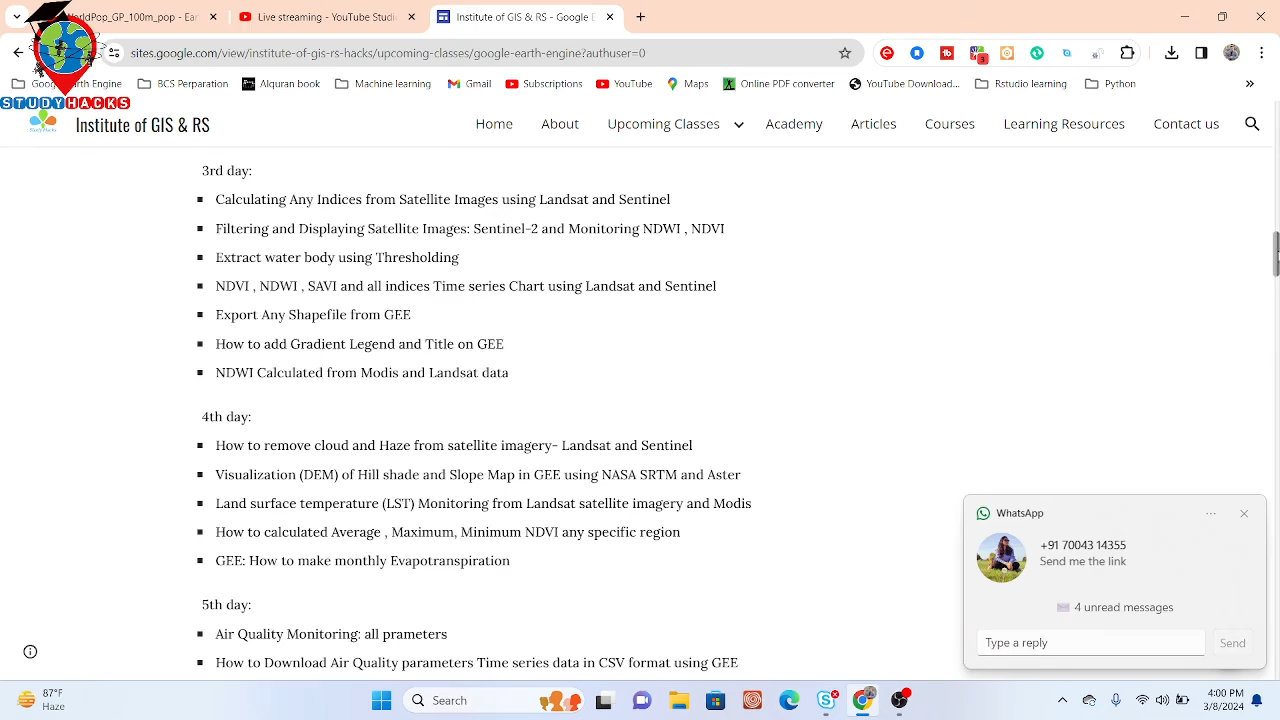 ldPop_GP_100m_pop - Ear
Live streaming - YouTube Studi
Institute of GIS & RS - Google E
sites.google.com/view/institute-of-gis-rs-hacks/upcoming-classes/google-earth-engine?authuser=0
3
Goog Earth Engine
BCS Preparation
Alquran book
Machine learning
Gmail
Subscriptions
YouTube
Maps
Online PDF converter
YouTube Download...
Rstudio learning
Python
STUDYHACKS
Institute of GIS & RS
Home
About
Upcoming Classes
Academy
Articles
Courses
Learning Resources
Contact us
3rd day:
Calculating Any Indices from Satellite Images using Landsat and Sentinel
Filtering and Displaying Satellite Images: Sentinel-2 and Monitoring NDWI , NDVI
Extract water body using Thresholding
NDVI , NDWI , SAVI and all indices Time series Chart using Landsat and Sentinel
Export Any Shapefile from GEE
How to add Gradient Legend and Title on GEE
NDWI Calculated from Modis and Landsat data
4th day:
How to remove cloud and Haze from satellite imagery- Landsat and Sentinel
Visualization (DEM) of Hill shade and Slope Map in GEE using NASA SRTM and Aster
Land surface temperature (LST) Monitoring from Landsat satellite imagery and Modis
How to calculated Average , Maximum, Minimum NDVI any specific region
GEE: How to make monthly Evapotranspiration
5th day:
Air Quality Monitoring: all prameters
How to Download Air Quality parameters Time series data in CSV format using GEE
WhatsApp
+91 70043 14355
Send me the link
4 unread messages
Type a reply
Send
87°F
Haze
Search
4:00 PM
3/8/2024